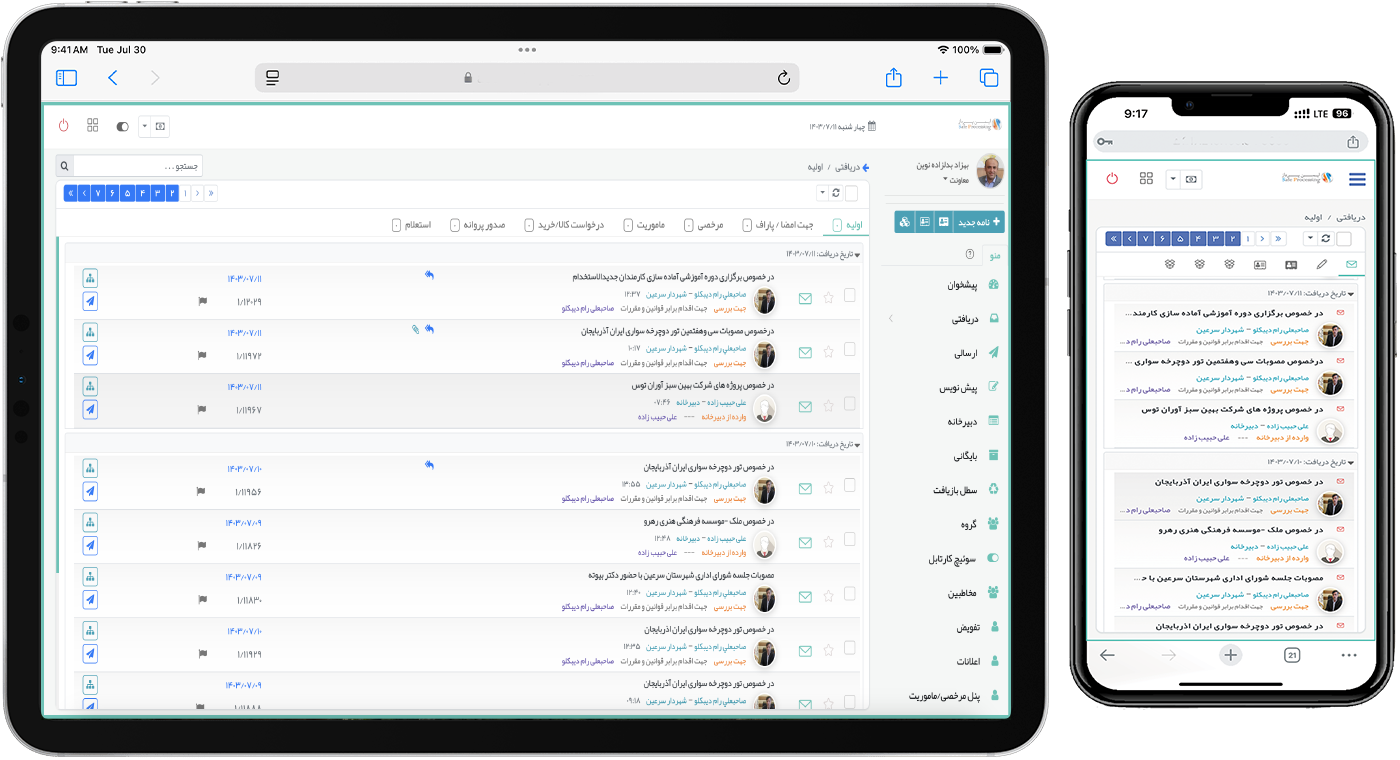 9:41 AM Tue Jul 30
100%
چهار شنبه ۱۴۰۳/۰۷/۱۱
Safe Processing
بهزاد بدلزاده نوین
معاونت
دریافتی / اولیه
جستجو...
« ‹ ۱ ۲ ۳ ۴ ۵ ۶ ۷ › »
+ نامه جدید
منو
پیشخوان
دریافتی
ارسالی
پیش نویس
دبیرخانه
بایگانی
سطل بازیافت
گروه
سوئیچ کارتابل
مخاطبین
تفویض
اعلانات
پنل مرخصی/ماموریت
اولیه
جهت امضا / پاراف
مرخصی
ماموریت
درخواست کالا/خرید
صدور پروانه
استعلام
تاریخ دریافت: ۱۴۰۳/۰۷/۱۱
در خصوص برگزاری دوره آموزشی آماده سازی کارمندان جدیدالاستخدام
۱۴۰۳/۰۷/۱۱
صاحبعلی رام دیبکلو - شهردار سرعین ۱۲:۳۷
۱/۱۲۰۲۹
جهت بررسی جهت اقدام برابر قوانین و مقررات صاحبعلی رام دیبکلو
درخصوص مصوبات سی وهفتمین تور دوچرخه سواری ایران آذربایجان
۱۴۰۳/۰۷/۱۱
صاحبعلی رام دیبکلو - شهردار سرعین ۱۰:۱۷
۱/۱۱۹۷۲
جهت بررسی جهت اقدام برابر قوانین و مقررات صاحبعلی رام دیبکلو
در خصوص پروژه های شرکت بهین سبز آوران توس
۱۴۰۳/۰۷/۱۱
علی حبیب زاده - دبیرخانه ۰۷:۴۶
۱/۱۱۹۶۷
وارده از دبیرخانه --- علی حبیب زاده
تاریخ دریافت: ۱۴۰۳/۰۷/۱۰
در خصوص تور دوچرخه سواری ایران آذربایجان
۱۴۰۳/۰۷/۱۰
صاحبعلی رام دیبکلو - شهردار سرعین ۱۳:۵۵
۱/۱۱۹۵۶
جهت بررسی جهت اقدام برابر قوانین و مقررات صاحبعلی رام دیبکلو
در خصوص ملک -موسسه فرهنگی هنری رهرو
۱۴۰۳/۰۷/۰۹
علی حبیب زاده - دبیرخانه ۱۲:۴۸
۱/۱۱۸۲۶
وارده از دبیرخانه --- علی حبیب زاده
مصوبات جلسه شورای اداری شهرستان سرعین با حضور دکتر بیوته
۱۴۰۳/۰۷/۰۹
صاحبعلی رام دیبکلو - شهردار سرعین ۱۲:۴۰
۱/۱۱۸۳۰
جهت بررسی جهت اقدام برابر قوانین و مقررات صاحبعلی رام دیبکلو
در خصوص تور دوچرخه سواری ایران اذربایجان
۱۴۰۳/۰۷/۱۰
صاحبعلی رام دیبکلو - شهردار سرعین ۱۲:۳۵
۱/۱۱۹۲۹
جهت بررسی جهت اقدام برابر قوانین و مقررات صاحبعلی رام دیبکلو
در خصوص تور دوچرخه سواری ایران آذربایجان
۱۴۰۳/۰۷/۰۹
صاحبعلی رام دیبکلو - شهردار سرعین ۰۹:۱۸
۱/۱۱۸۸۸
9:17
LTE 96
Safe Processing
دریافتی / اولیه
« ‹ ۱ ۲ ۳ ۴ ۵ ۶ ۷ › »
تاریخ دریافت: ۱۴۰۳/۰۷/۱۱
در خصوص برگزاری دوره آموزشی آماده سازی کارمند...
صاحبعلی رام دیبکلو - شهردار سرعین
جهت بررسی جهت اقدام برابر قوانین و مقررات صاحبعلی رام د...
درخصوص مصوبات سی وهفتمین تور دوچرخه سواری ...
صاحبعلی رام دیبکلو - شهردار سرعین
جهت بررسی جهت اقدام برابر قوانین و مقررات صاحبعلی رام د...
در خصوص پروژه های شرکت بهین سبز آوران توس
علی حبیب زاده - دبیرخانه
وارده از دبیرخانه --- علی حبیب زاده
تاریخ دریافت: ۱۴۰۳/۰۷/۱۰
در خصوص تور دوچرخه سواری ایران آذربایجان
صاحبعلی رام دیبکلو - شهردار سرعین
جهت بررسی جهت اقدام برابر قوانین و مقررات صاحبعلی رام د...
در خصوص ملک -موسسه فرهنگی هنری رهرو
علی حبیب زاده - دبیرخانه
وارده از دبیرخانه --- علی حبیب زاده
مصوبات جلسه شورای اداری شهرستان سرعین با ح...
صاحبعلی رام دیبکلو - شهردار سرعین
جهت بررسی جهت اقدام برابر قوانین و مقررات صاحبعلی رام د...
در خصوص تور دوچرخه سواری ایران اذربایجان
21